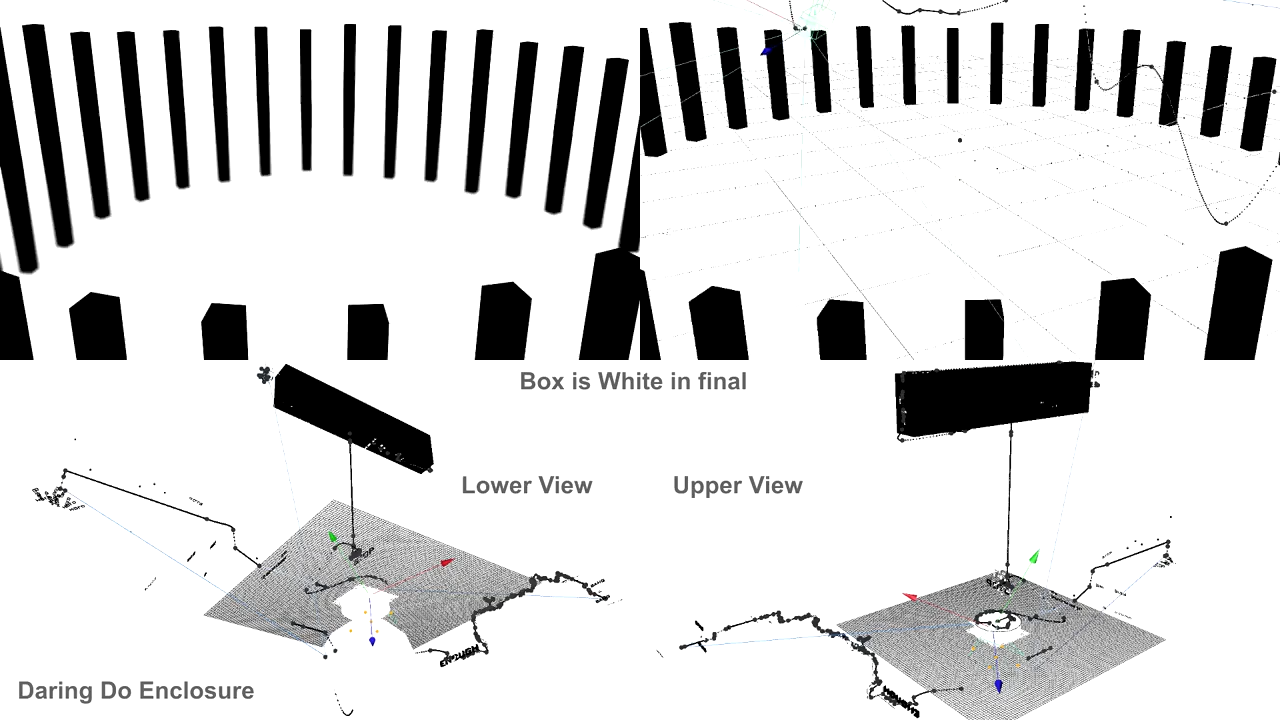 Box is White in final
Lower View
Upper View
Daring Do Enclosure